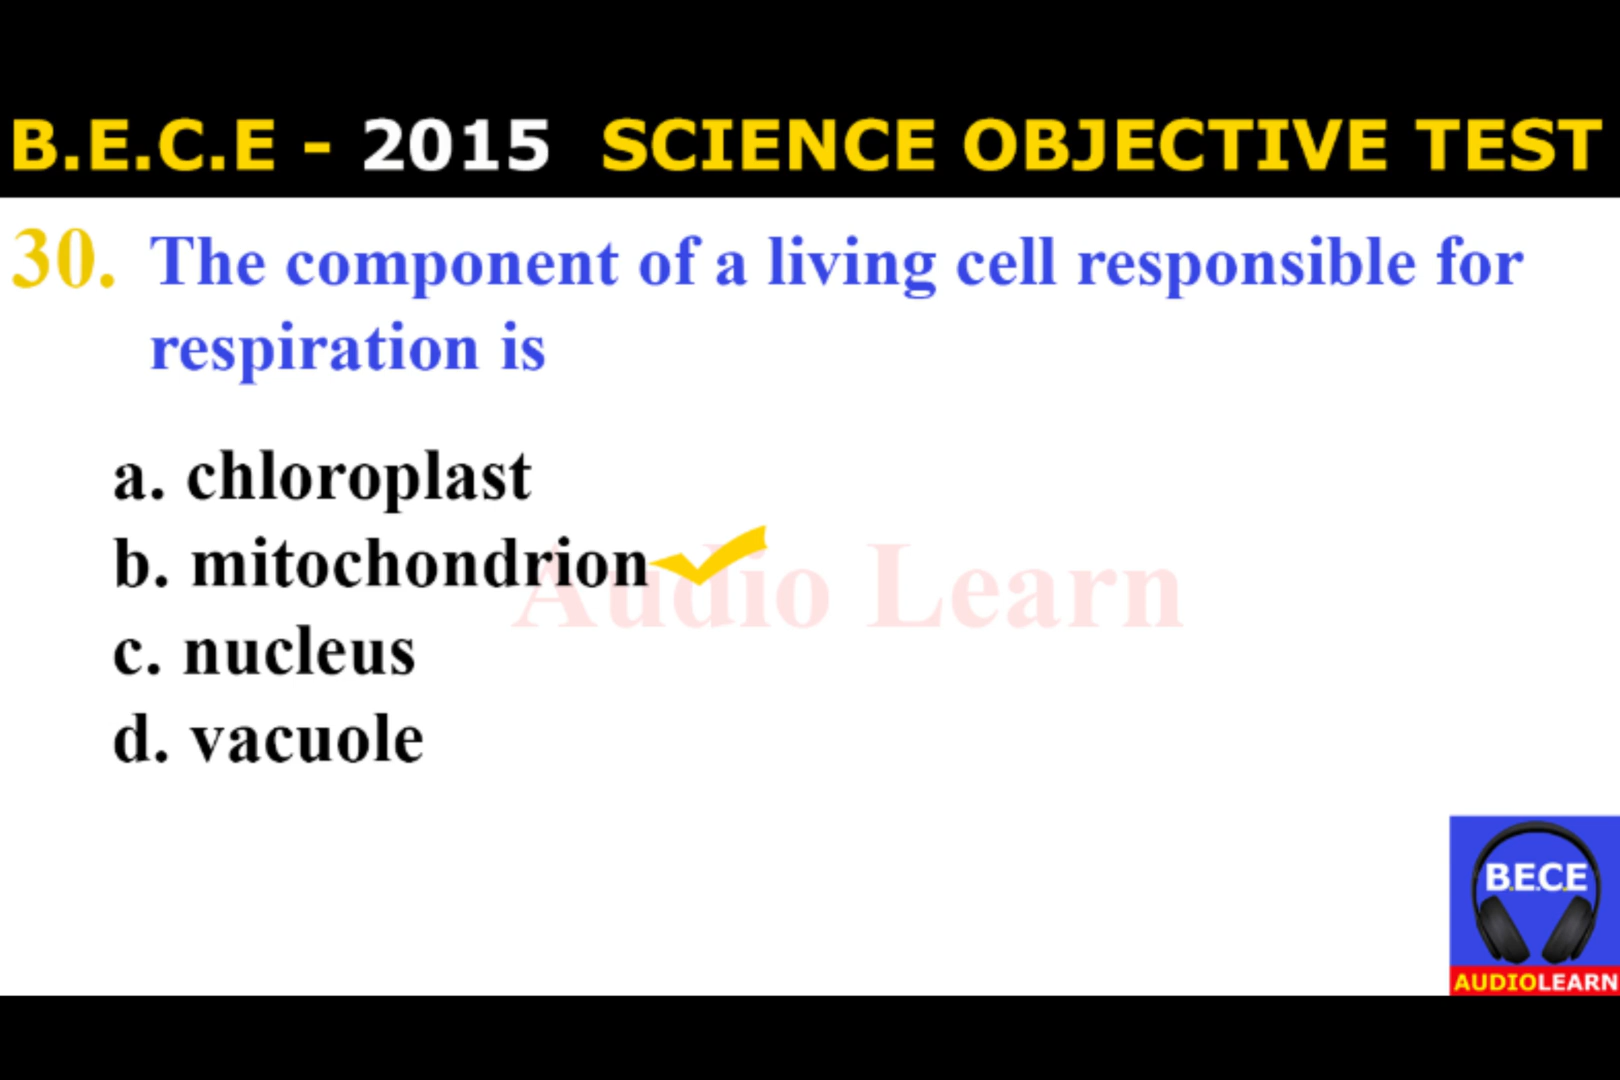 B.E.C.E - 2015 SCIENCE OBJECTIVE TEST
30. The component of a living cell responsible for
respiration is
a. chloroplast
b. mitochondrion
c. nucleus
d. vacuole
Audio Learn
B.E.C.E
AUDIOLEARN